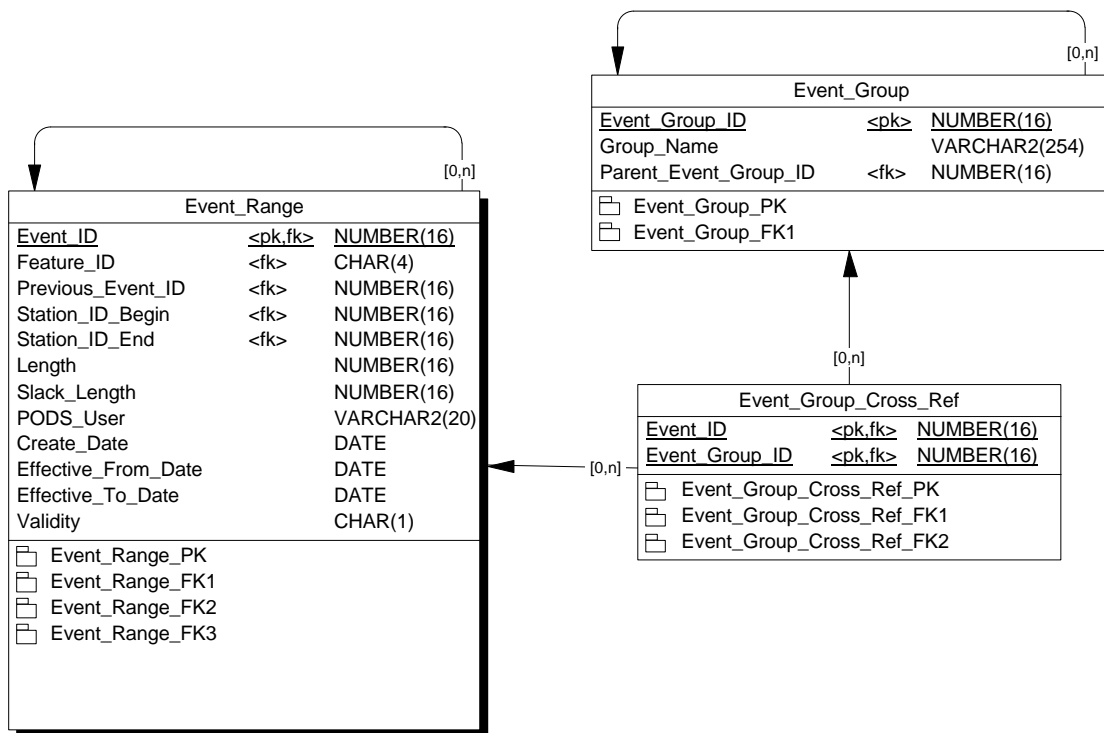 [0,n]
Event_Group
Event_Group_ID <pk> NUMBER(16)
Group_Name VARCHAR2(254)
Parent_Event_Group_ID <fk> NUMBER(16)
Event_Group_PK
Event_Group_FK1
[0,n]
Event_Range
Event_ID <pk,fk> NUMBER(16)
Feature_ID <fk> CHAR(4)
Previous_Event_ID <fk> NUMBER(16)
Station_ID_Begin <fk> NUMBER(16)
Station_ID_End <fk> NUMBER(16)
Length NUMBER(16)
Slack_Length NUMBER(16)
PODS_User VARCHAR2(20)
Create_Date DATE
Effective_From_Date DATE
Effective_To_Date DATE
Validity CHAR(1)
Event_Range_PK
Event_Range_FK1
Event_Range_FK2
Event_Range_FK3
[0,n]
[0,n]
Event_Group_Cross_Ref
Event_ID <pk,fk> NUMBER(16)
Event_Group_ID <pk,fk> NUMBER(16)
Event_Group_Cross_Ref_PK
Event_Group_Cross_Ref_FK1
Event_Group_Cross_Ref_FK2